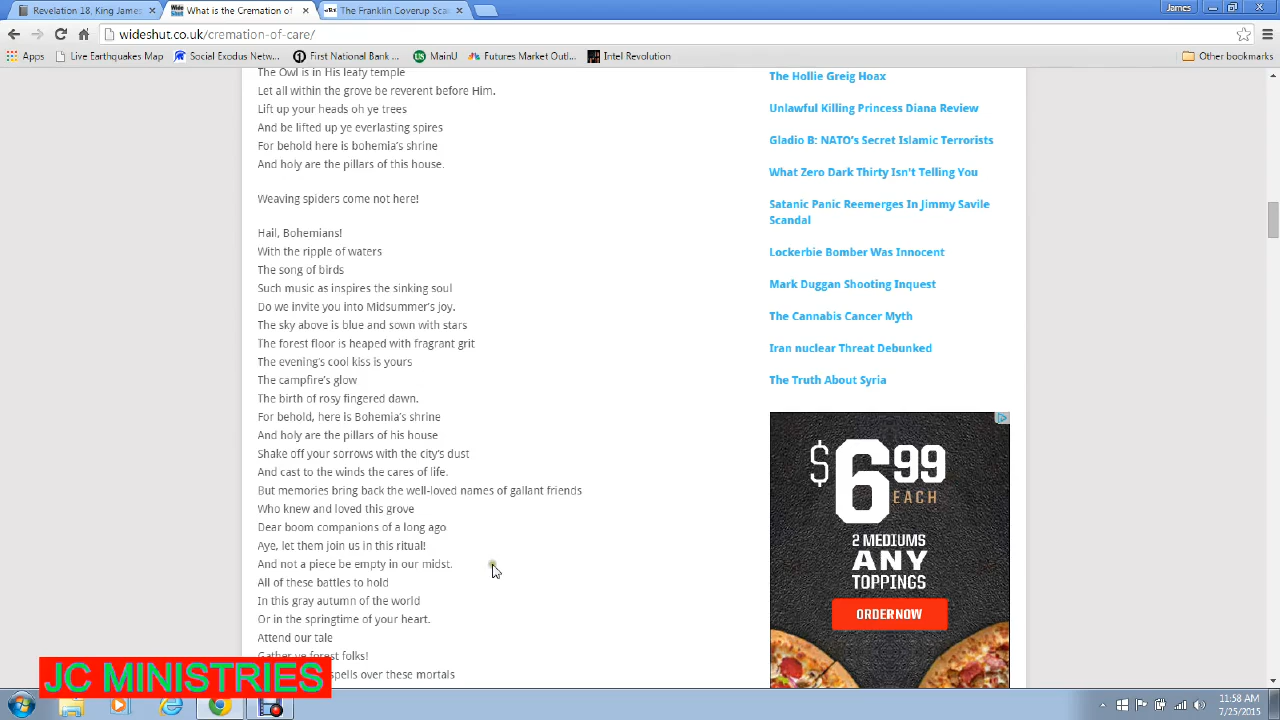 Revelation 18, King James
What is the Cremation of
The Franklin Coverup Sca
James
wideshut.co.uk/cremation-of-care/
Apps
Live Earthquakes Map
Social Exodus Networ...
First National Bank ...
MainU
Futures Market Out...
Intel Revolution
Other bookmarks
The Owl is in His leafy temple
Let all within the grove be reverent before Him.
Lift up your heads oh ye trees
And be lifted up ye everlasting spires
For behold here is bohemia's shrine
And holy are the pillars of this house.
Weaving spiders come not here!
Hail, Bohemians!
With the ripple of waters
The song of birds
Such music as inspires the sinking soul
Do we invite you into Midsummer's joy.
The sky above is blue and sown with stars
The forest floor is heaped with fragrant grit
The evening's cool kiss is yours
The campfire's glow
The birth of rosy fingered dawn.
For behold, here is Bohemia's shrine
And holy are the pillars of his house
Shake off your sorrows with the city's dust
And cast to the winds the cares of life.
But memories bring back the well-loved names of gallant friends
Who knew and loved this grove
Dear boom companions of a long ago
Aye, let them join us in this ritual!
And not a piece be empty in our midst.
All of these battles to hold
In this gray autumn of the world
Or in the springtime of your heart.
Attend our tale
Gather ye forest folks!
spells over these mortals
The Hollie Greig Hoax
Unlawful Killing Princess Diana Review
Gladio B: NATO's Secret Islamic Terrorists
What Zero Dark Thirty Isn't Telling You
Satanic Panic Reemerges In Jimmy Savile
Scandal
Lockerbie Bomber Was Innocent
Mark Duggan Shooting Inquest
The Cannabis Cancer Myth
Iran nuclear Threat Debunked
The Truth About Syria
$699
EACH
2 MEDIUMS
ANY
TOPPINGS
ORDER NOW
JC MINISTRIES
11:58 AM
7/25/2015